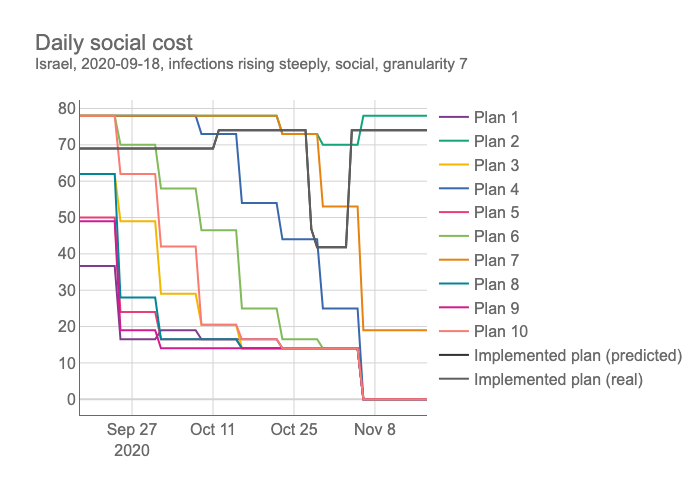 Daily social cost
Israel, 2020-09-18, infections rising steeply, social, granularity 7
80
70
60
50
40
30
20
10
0
Sep 27
2020
Oct 11
Oct 25
Nov 8
Plan 1
Plan 2
Plan 3
Plan 4
Plan 5
Plan 6
Plan 7
Plan 8
Plan 9
Plan 10
Implemented plan (predicted)
Implemented plan (real)